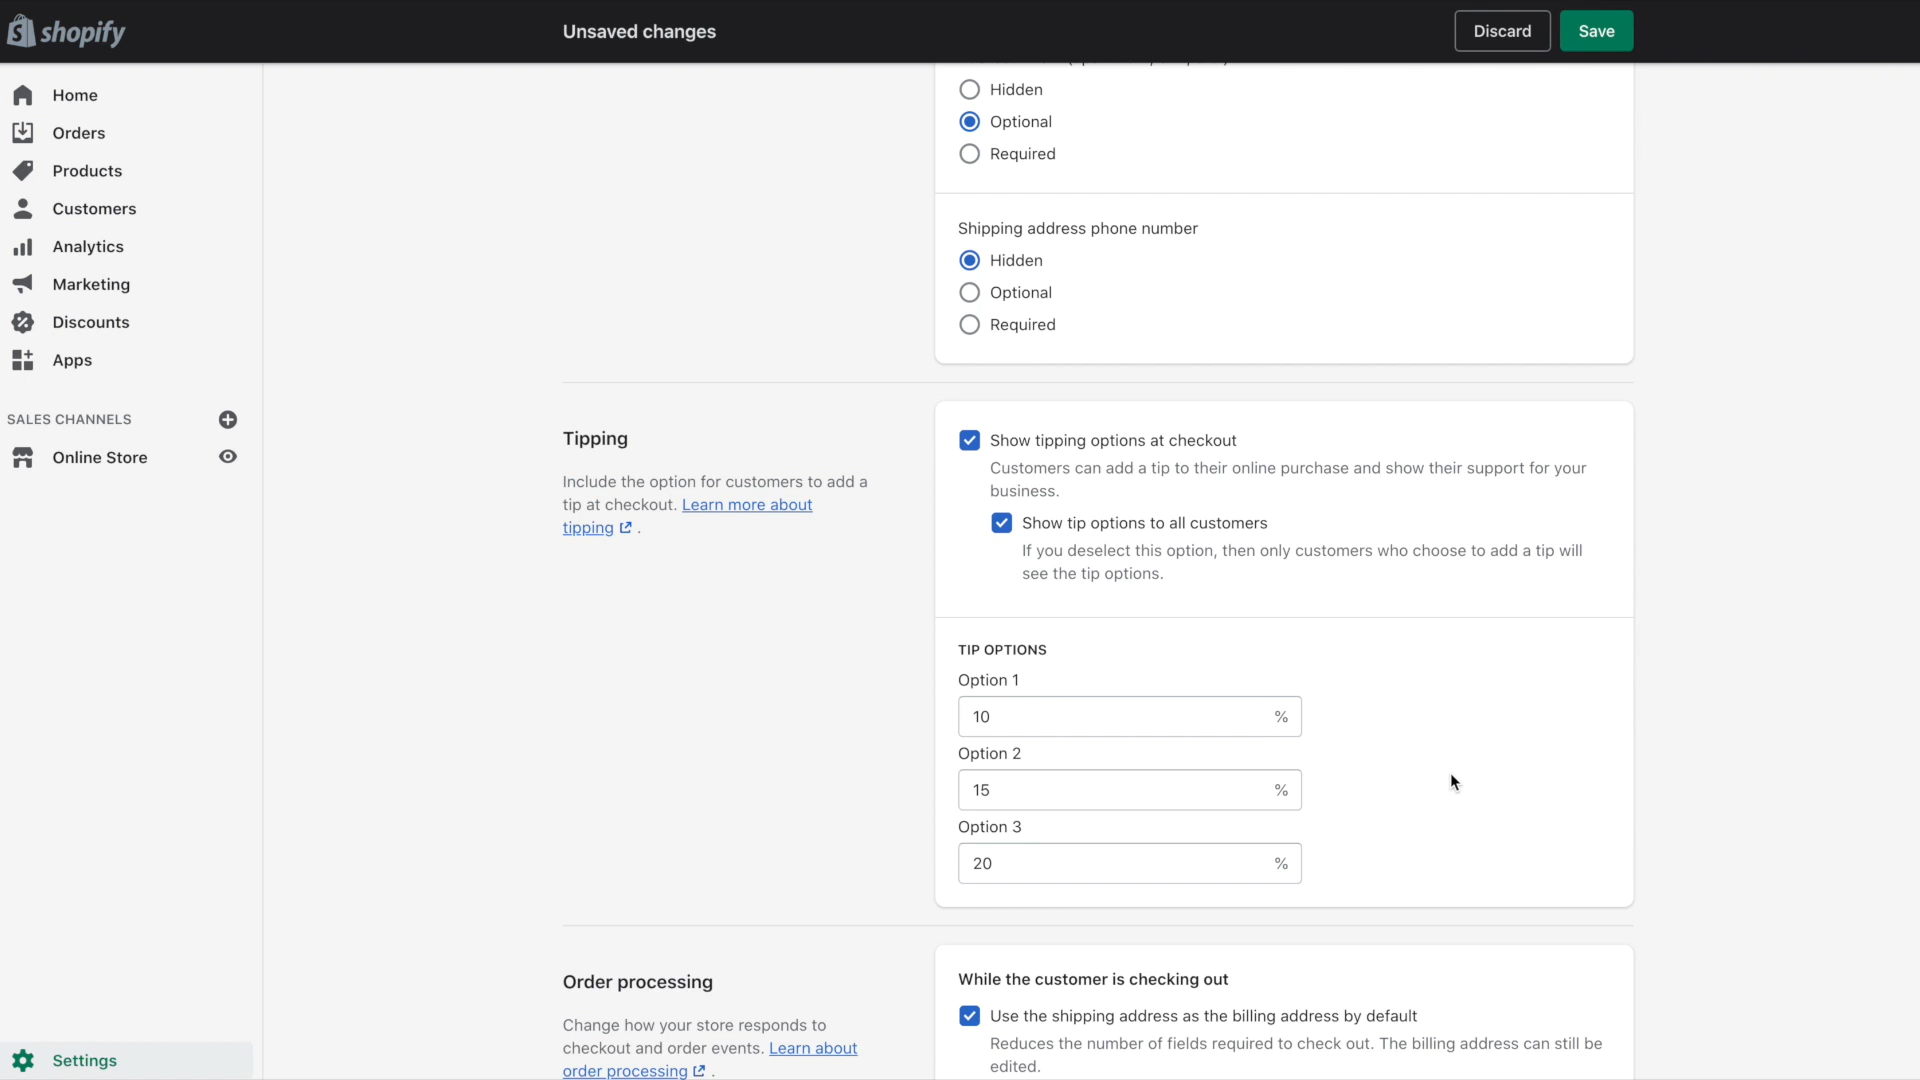 shopify
Unsaved changes
Discard
Save
Home
Orders
Products
Customers
Analytics
Marketing
Discounts
Apps
SALES CHANNELS
Online Store
Settings
Hidden
Optional
Required
Shipping address phone number
Hidden
Optional
Required
Tipping
Include the option for customers to add a
tip at checkout. Learn more about
tipping .
Show tipping options at checkout
Customers can add a tip to their online purchase and show their support for your
business.
Show tip options to all customers
If you deselect this option, then only customers who choose to add a tip will
see the tip options.
TIP OPTIONS
Option 1
10 %
Option 2
15 %
Option 3
20 %
Order processing
Change how your store responds to
checkout and order events. Learn about
order processing .
While the customer is checking out
Use the shipping address as the billing address by default
Reduces the number of fields required to check out. The billing address can still be
edited.